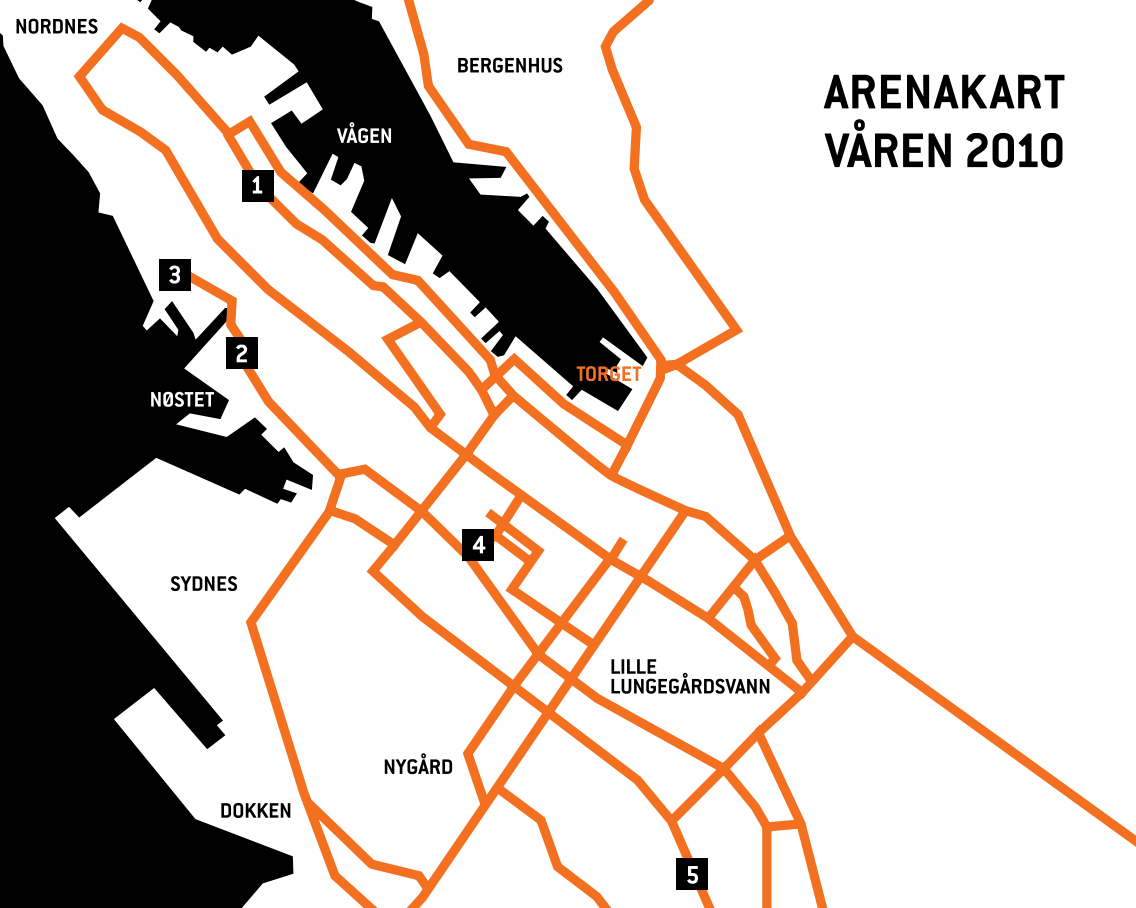 NORDNES
BERGENHUS
ARENAKART
VÅREN 2010
VÅGEN
1
3
2
TORGET
NØSTET
4
SYDNES
LILLE
LUNGEGÅRDSVANN
NYGÅRD
DOKKEN
5